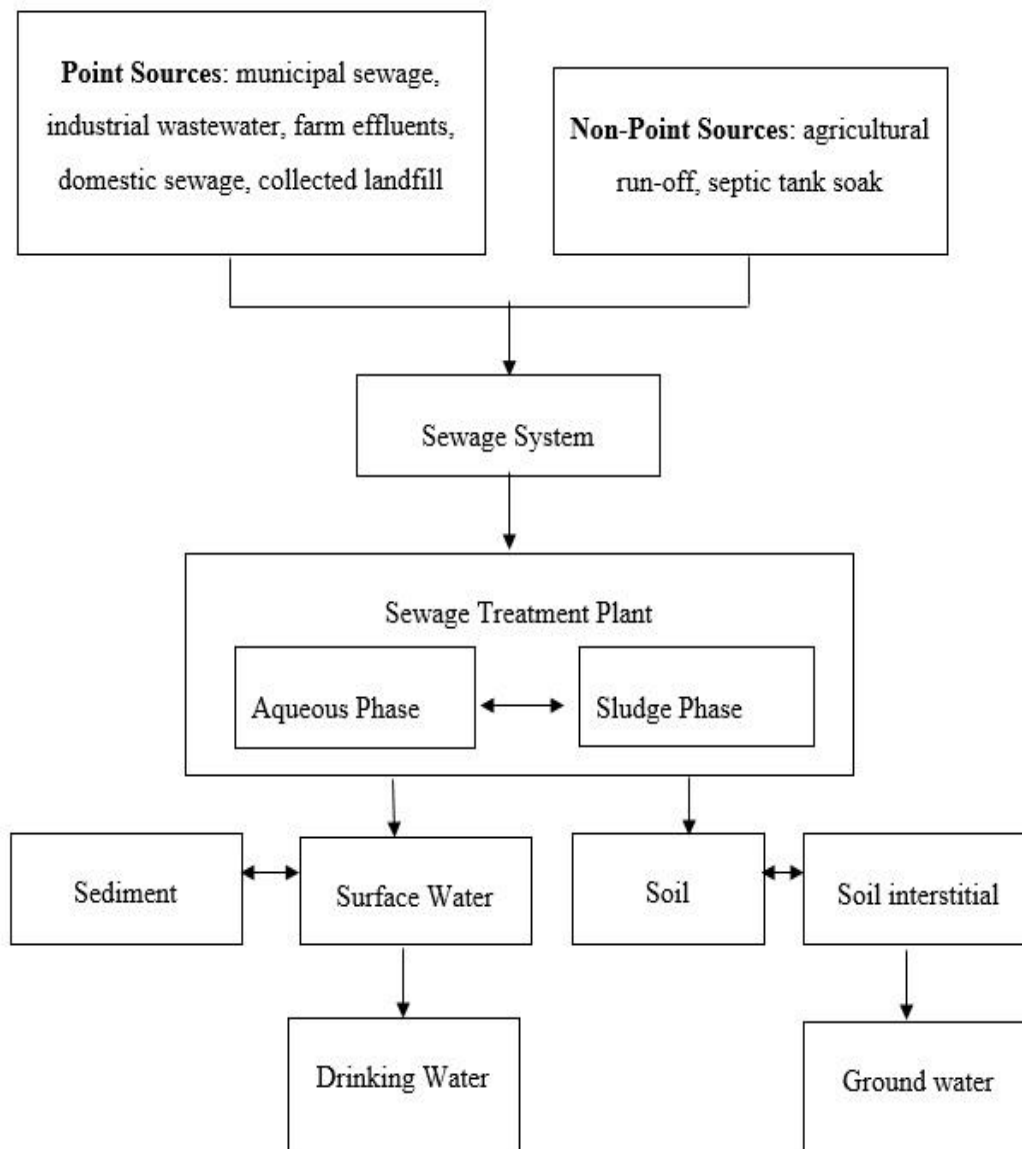 Point Sources: municipal sewage,
industrial wastewater, farm effluents,
domestic sewage, collected landfill
Non-Point Sources: agricultural
run-off, septic tank soak
Sewage System
Sewage Treatment Plant
Aqueous Phase
Sludge Phase
Sediment
Surface Water
Soil
Soil interstitial
Drinking Water
Ground water